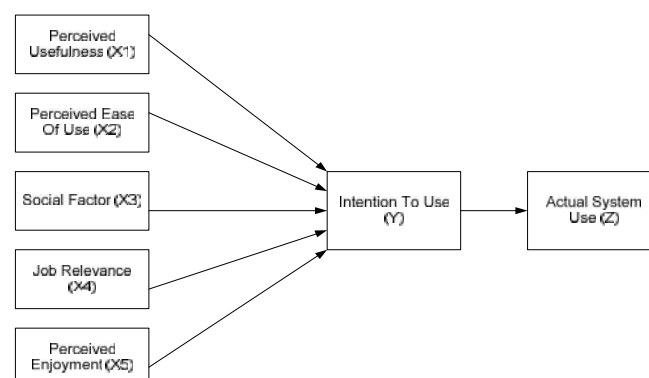 Perceived
Usefulness (X1)
Perceived Ease
Of Use (X2)
Social Factor (X3)
Job Relevance
(X4)
Perceived
Enjoyment (X5)
Intention To Use
(Y)
Actual System
Use (Z)